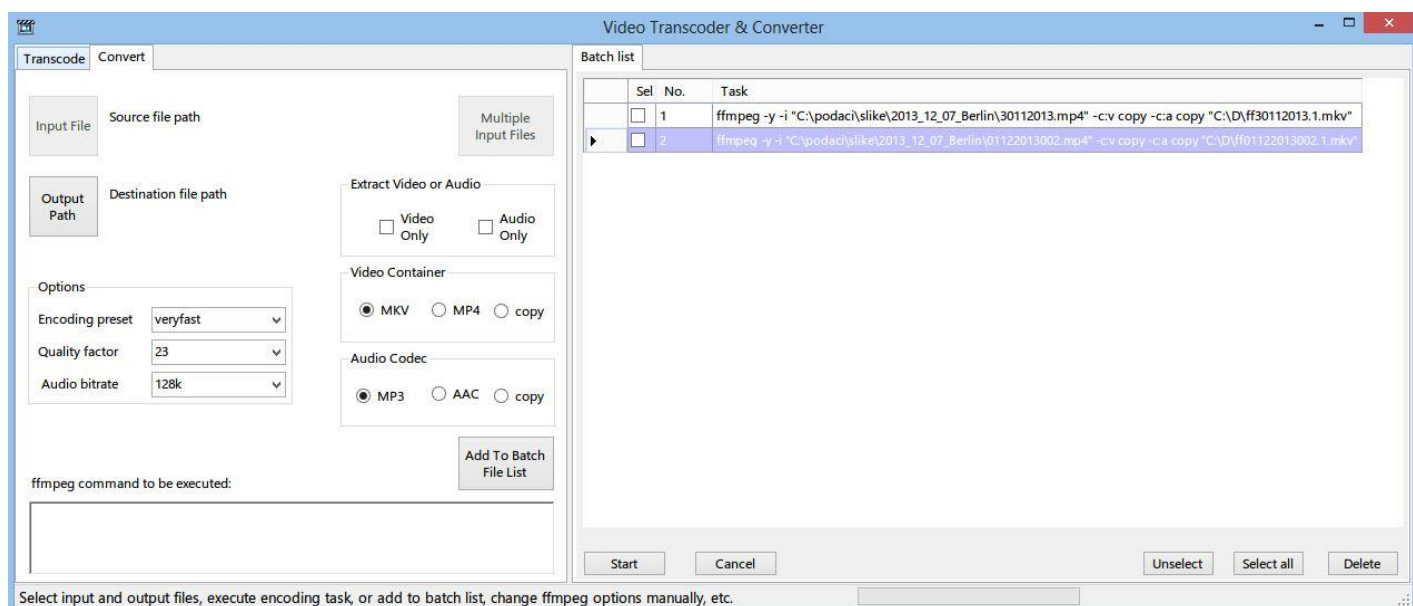 Video Transcoder & Converter
Transcode Convert
Input File
Source file path
Multiple
Input Files
Output
Path
Destination file path
Extract Video or Audio
Video
Only
Audio
Only
Options
Encoding preset veryfast
Quality factor 23
Audio bitrate 128k
Video Container
MKV MP4 copy
Audio Codec
MP3 AAC copy
Add To Batch
File List
ffmpeg command to be executed:
Batch list
Sel No. Task
1 ffmpeg -y -i "C:\podaci\slike\2013_12_07_Berlin\30112013.mp4" -c:v copy -c:a copy "C:\D\ff30112013.1.mkv"
2 ffmpeg -y -i "C:\podaci\slike\2013_12_07_Berlin\01122013002.mp4" -c:v copy -c:a copy "C:\D\ff01122013002.1.mkv"
Start Cancel Unselect Select all Delete
Select input and output files, execute encoding task, or add to batch list, change ffmpeg options manually, etc.